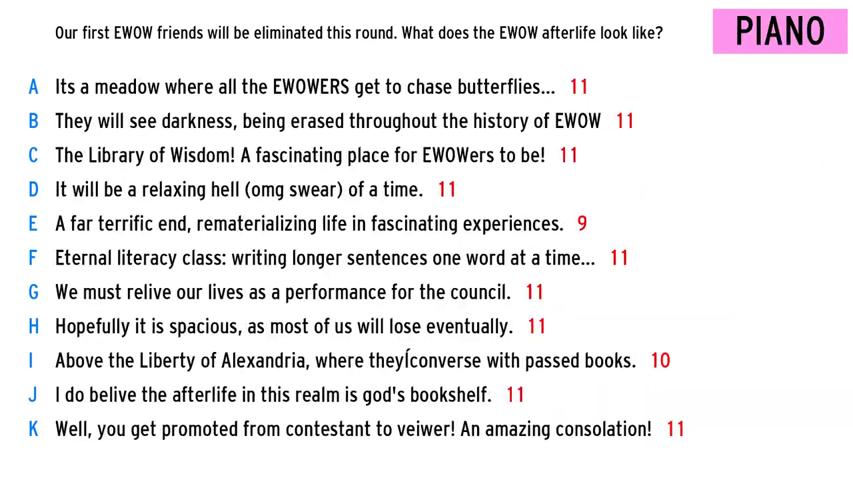 Our first EWOW friends will be eliminated this round. What does the EWOW afterlife look like?
PIANO
A Its a meadow where all the EWOWERS get to chase butterflies... 11
B They will see darkness, being erased throughout the history of EWOW 11
C The Library of Wisdom! A fascinating place for EWOWers to be! 11
D It will be a relaxing hell (omg swear) of a time. 11
E A far terrific end, rematerializing life in fascinating experiences. 9
F Eternal literacy class: writing longer sentences one word at a time... 11
G We must relive our lives as a performance for the council. 11
H Hopefully it is spacious, as most of us will lose eventually. 11
I Above the Liberty of Alexandria, where theyÍconverse with passed books. 10
J I do belive the afterlife in this realm is god's bookshelf. 11
K Well, you get promoted from contestant to veiwer! An amazing consolation! 11